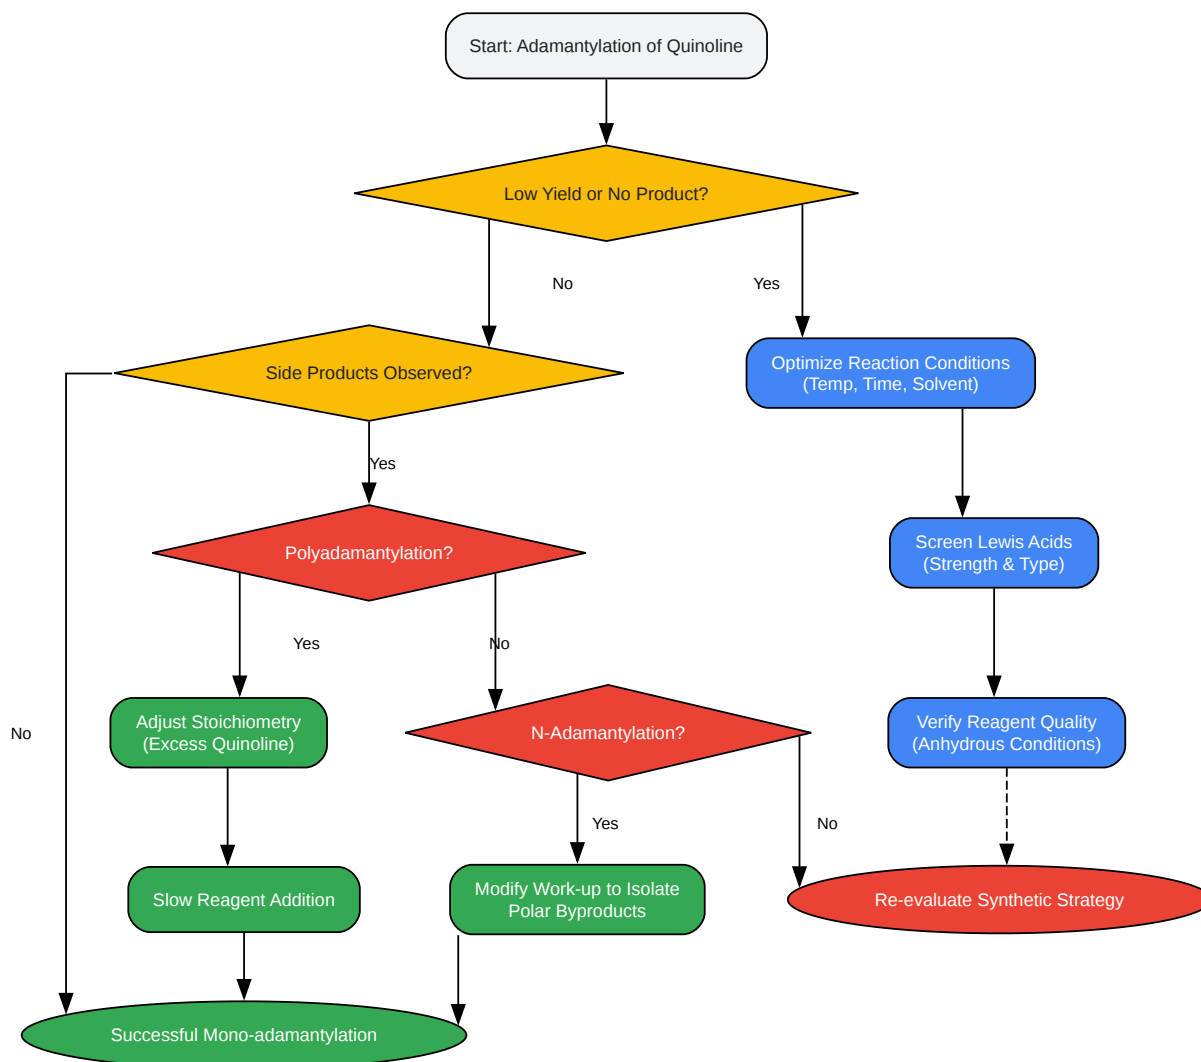 Start: Adamantylation of Quinoline
Low Yield or No Product?
No
Yes
Side Products Observed?
Optimize Reaction Conditions
(Temp, Time, Solvent)
Yes
Polyadamantylation?
Screen Lewis Acids
(Strength & Type)
Yes
No
No
Adjust Stoichiometry
(Excess Quinoline)
N-Adamantylation?
Verify Reagent Quality
(Anhydrous Conditions)
Yes
No
Slow Reagent Addition
Modify Work-up to Isolate
Polar Byproducts
Re-evaluate Synthetic Strategy
Successful Mono-adamantylation